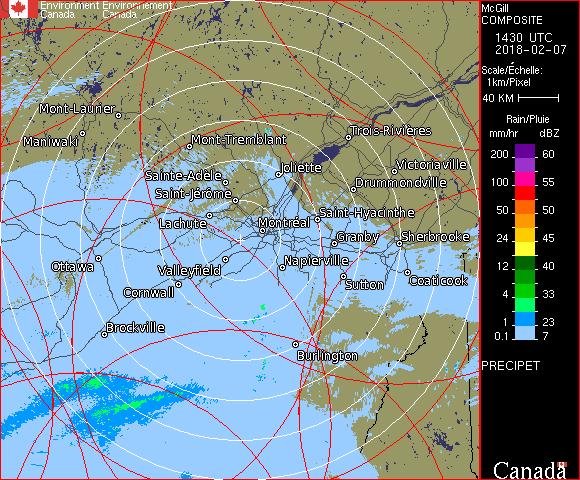 Environment Environnement
Canada Canada
McGill
COMPOSITE
1430 UTC
2018-02-07
Scale/Échelle:
1km/Pixel
40 KM
Rain/Pluie
mm/hr dBZ
200 60
100 55
50 50
24 45
12 40
4 33
1 23
0.1 7
PRECIPET
Canada
Mont-Laurier
Maniwaki
Mont-Tremblant
Trois-Rivières
Joliette
Victoriaville
Sainte-Adèle
Drummondville
Saint-Jérôme
Saint-Hyacinthe
Lachute
Montréal
Granby
Sherbrooke
Ottawa
Valleyfield
Napierville
Cornwall
Sutton
Coaticook
Brockville
Burlington